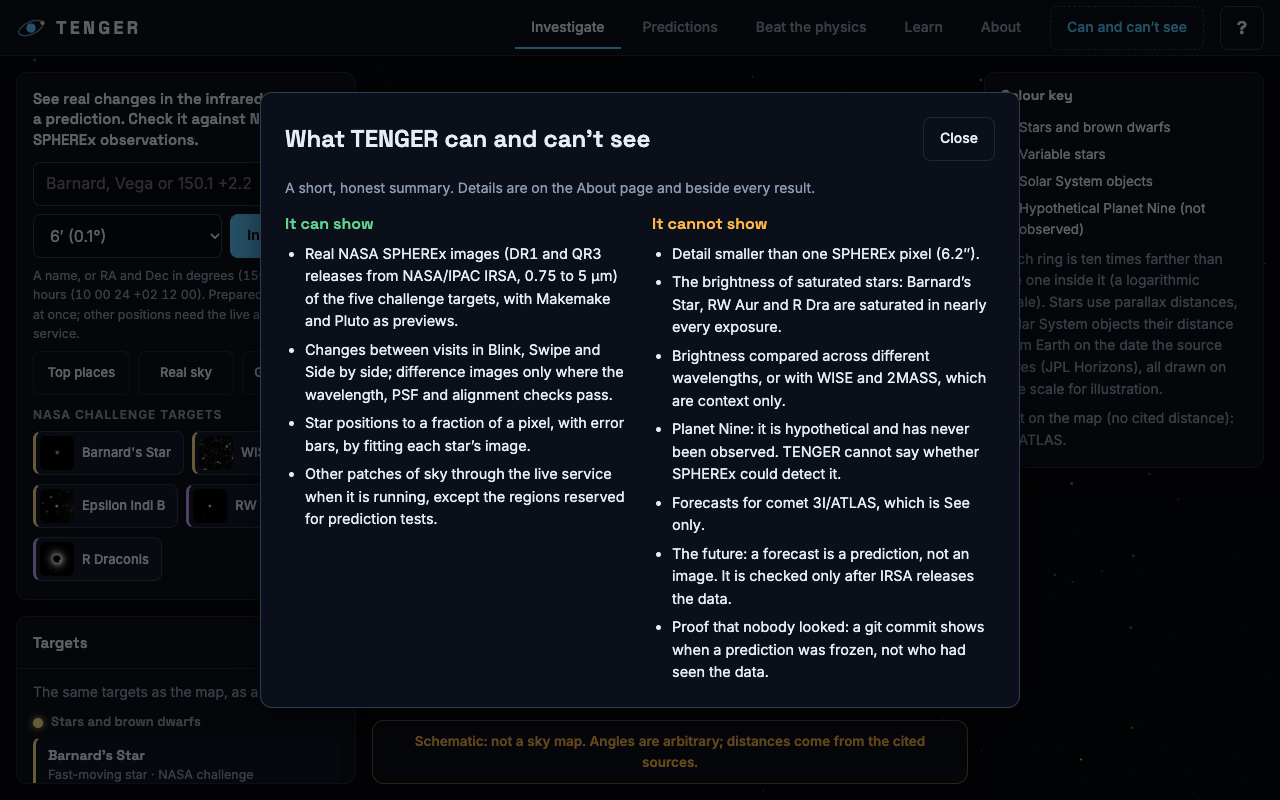 TENGER
Investigate
Predictions
Beat the physics
Learn
About
Can and can't see
?
See real changes in the infrared
a prediction. Check it against N
SPHEREx observations.
Barnard, Vega or 150.1 +2.2
6′ (0.1°)
In
A name, or RA and Dec in degrees (15
hours (10 00 24 +02 12 00). Prepared
at once; other positions need the live a
service.
Top places
Real sky
NASA CHALLENGE TARGETS
Barnard's Star
WI
Epsilon Indi B
RW
R Draconis
Targets
The same targets as the map, as a
Stars and brown dwarfs
Barnard's Star
Fast-moving star · NASA challenge
What TENGER can and can't see
Close
A short, honest summary. Details are on the About page and beside every result.
It can show
• Real NASA SPHEREx images (DR1 and QR3
releases from NASA/IPAC IRSA, 0.75 to 5 µm)
of the five challenge targets, with Makemake
and Pluto as previews.
• Changes between visits in Blink, Swipe and
Side by side; difference images only where the
wavelength, PSF and alignment checks pass.
• Star positions to a fraction of a pixel, with error
bars, by fitting each star's image.
• Other patches of sky through the live service
when it is running, except the regions reserved
for prediction tests.
It cannot show
• Detail smaller than one SPHEREx pixel (6.2″).
• The brightness of saturated stars: Barnard's
Star, RW Aur and R Dra are saturated in nearly
every exposure.
• Brightness compared across different
wavelengths, or with WISE and 2MASS, which
are context only.
• Planet Nine: it is hypothetical and has never
been observed. TENGER cannot say whether
SPHEREx could detect it.
• Forecasts for comet 3I/ATLAS, which is See
only.
• The future: a forecast is a prediction, not an
image. It is checked only after IRSA releases
the data.
• Proof that nobody looked: a git commit shows
when a prediction was frozen, not who had
seen the data.
Colour key
Stars and brown dwarfs
Variable stars
Solar System objects
Hypothetical Planet Nine (not
observed)
ch ring is ten times farther than
one inside it (a logarithmic
ale). Stars use parallax distances,
lar System objects their distance
m Earth on the date the source
es (JPL Horizons), all drawn on
e scale for illustration.
t on the map (no cited distance):
ATLAS.
Schematic: not a sky map. Angles are arbitrary; distances come from the cited
sources.